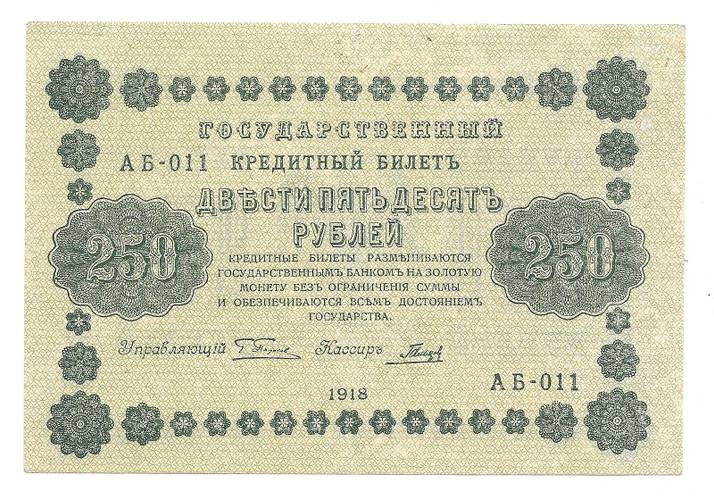 ГОСУДАРСТВЕННЫЙ
АБ-011 КРЕДИТНЫЙ БИЛЕТЪ
ДВѢСТИ ПЯТЬДЕСЯТЪ
РУБЛЕЙ
250
250
КРЕДИТНЫЕ БИЛЕТЫ РАЗМѢНИВАЮТСЯ
ГОСУДАРСТВЕННЫМЪ БАНКОМЪ НА ЗОЛОТУЮ
МОНЕТУ БЕЗЪ ОГРАНИЧЕНІЯ СУММЫ
И ОБЕЗПЕЧИВАЮТСЯ ВСѢМЪ ДОСТОЯНІЕМЪ
ГОСУДАРСТВА.
Управляющій Кассиръ
АБ-011
1918